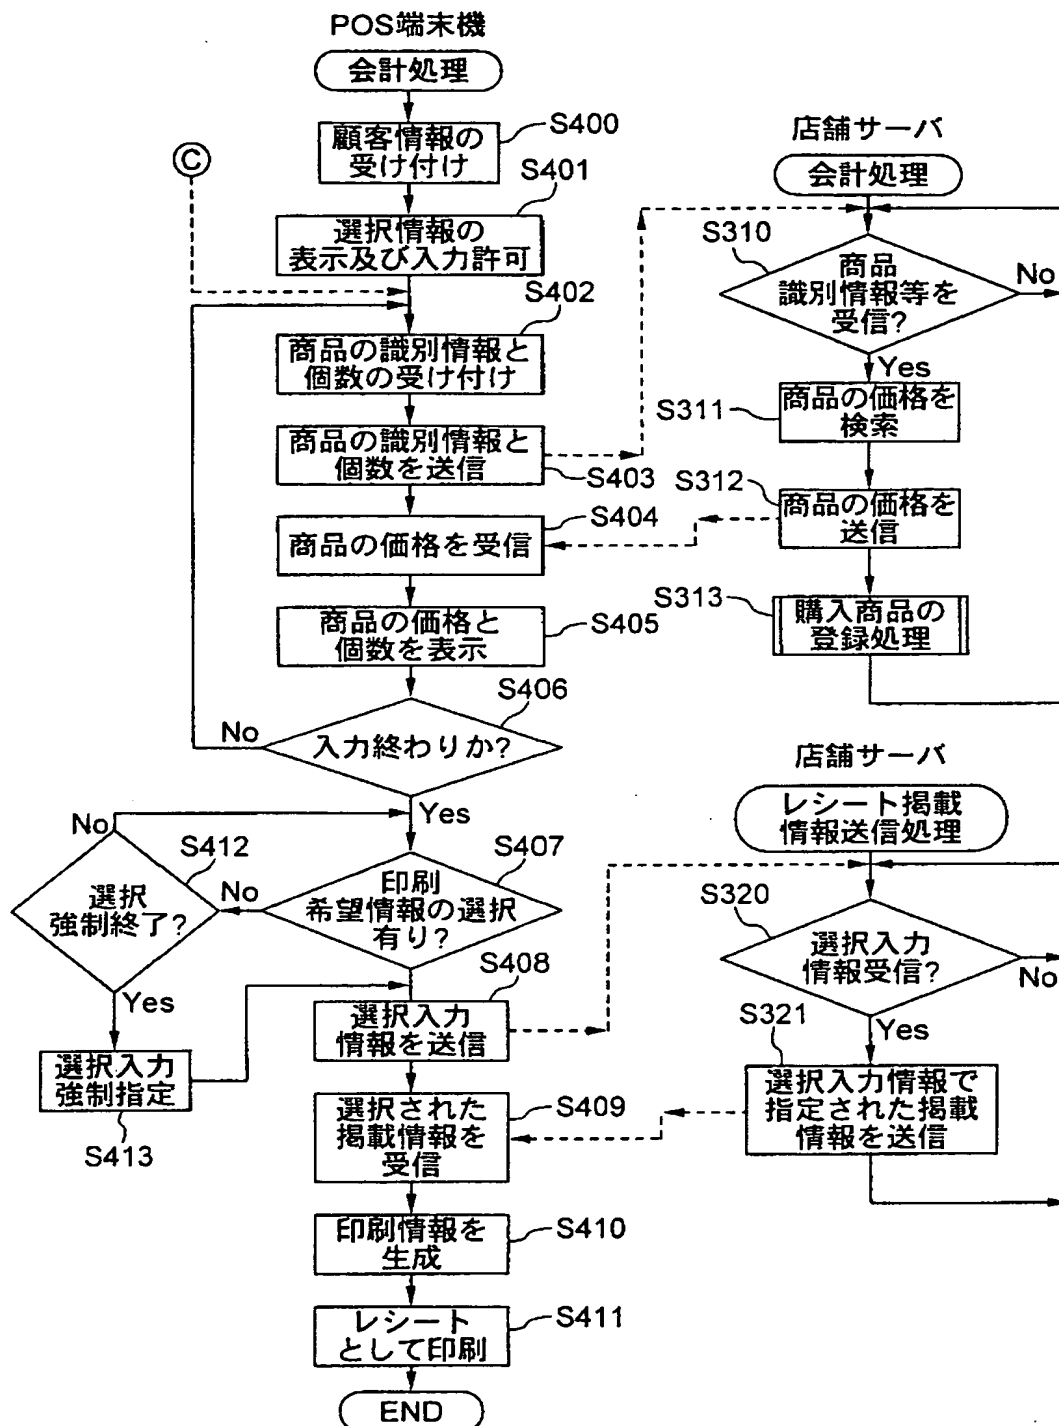 POS端末機
会計処理
顧客情報の
受け付け
S400
C
S401
選択情報の
表示及び入力許可
S402
商品の識別情報と
個数の受け付け
商品の識別情報と
個数を送信
S403
S404
商品の価格を受信
商品の価格と
個数を表示
S405
S406
入力終わりか?
No
Yes
No
S412
選択
強制終了?
Yes
選択入力
強制指定
S413
S407
印刷
希望情報の選択
有り?
No
S408
選択入力
情報を送信
選択された
掲載情報を
受信
S409
印刷情報を
生成
S410
レシート
として印刷
S411
END
店舗サーバ
会計処理
S310
商品
識別情報等を
受信?
No
Yes
S311
商品の価格を
検索
S312
商品の価格を
送信
S313
購入商品の
登録処理
店舗サーバ
レシート掲載
情報送信処理
S320
選択入力
情報受信?
No
Yes
S321
選択入力情報で
指定された掲載
情報を送信